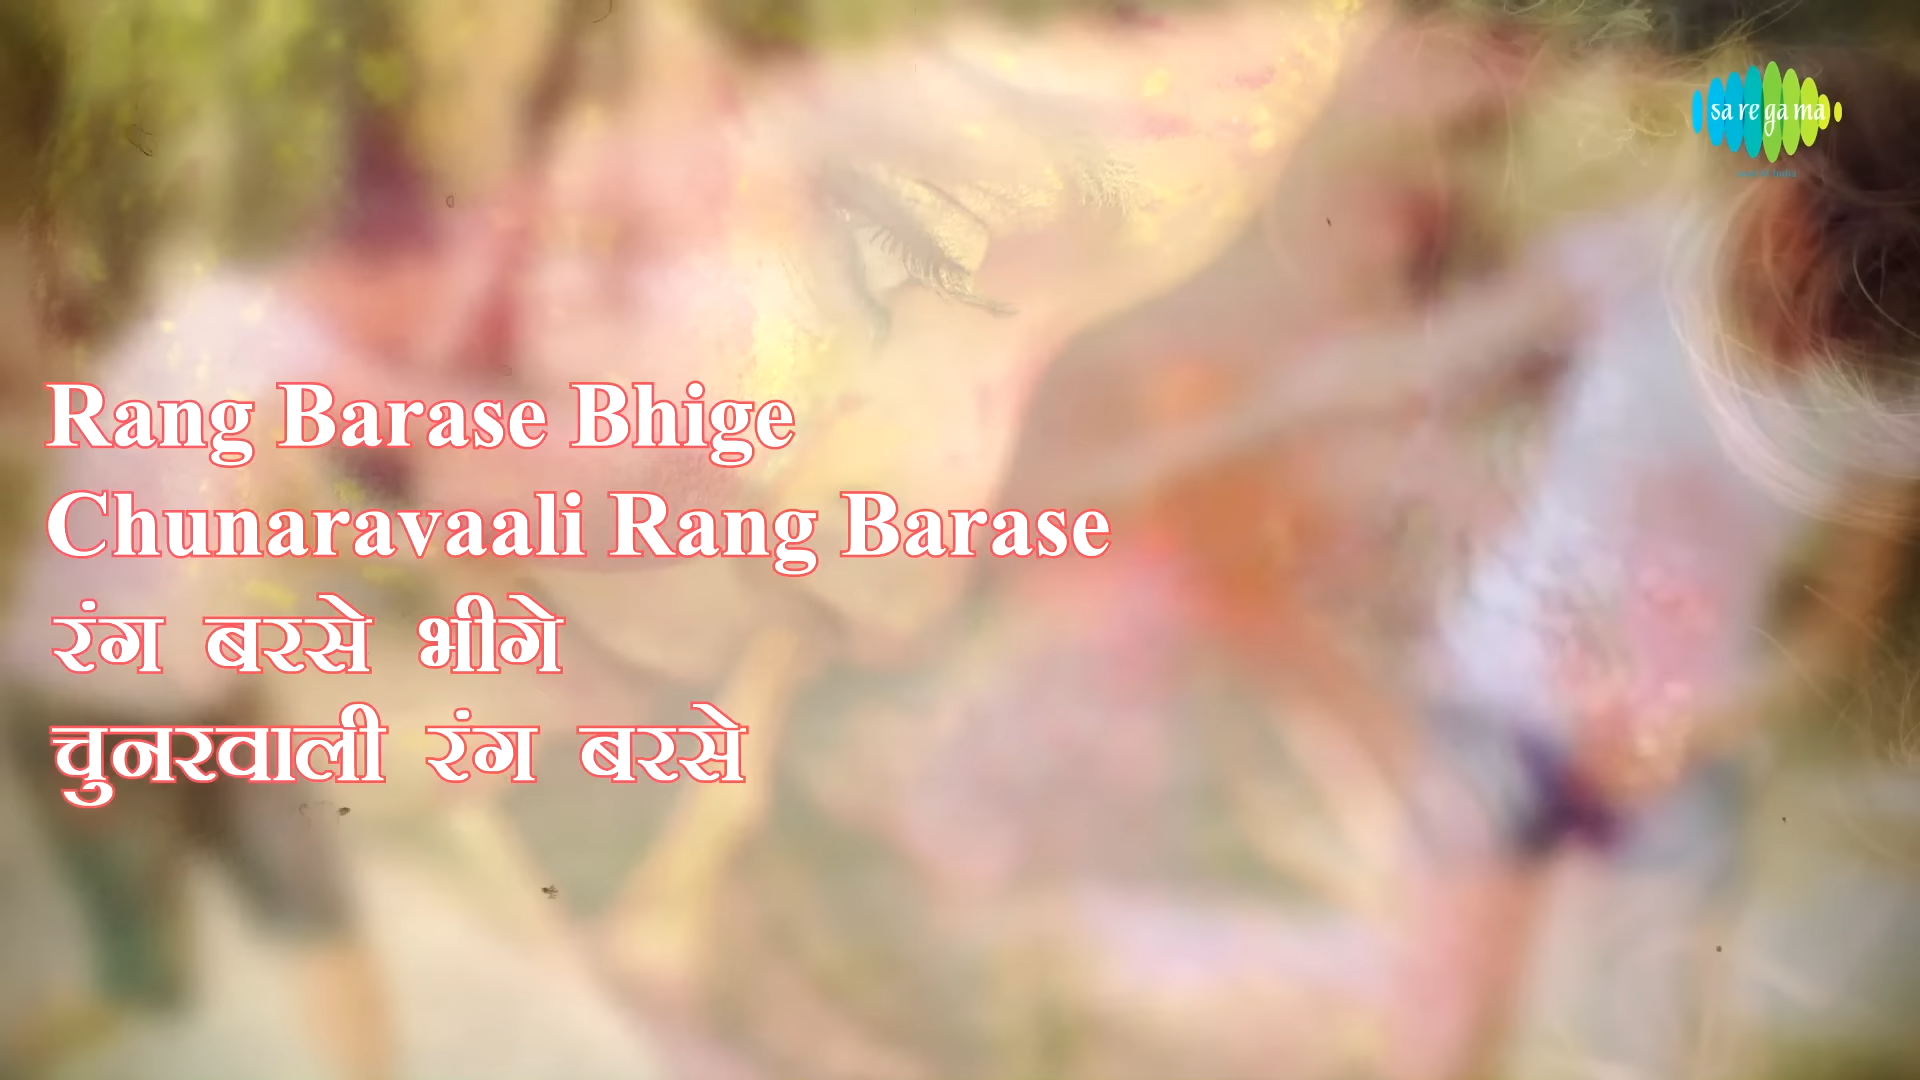 sa re ga ma
Rang Barase Bhige
Chunaravaali Rang Barase
रंग बरसे भीगे
चुनरवाली रंग बरसे